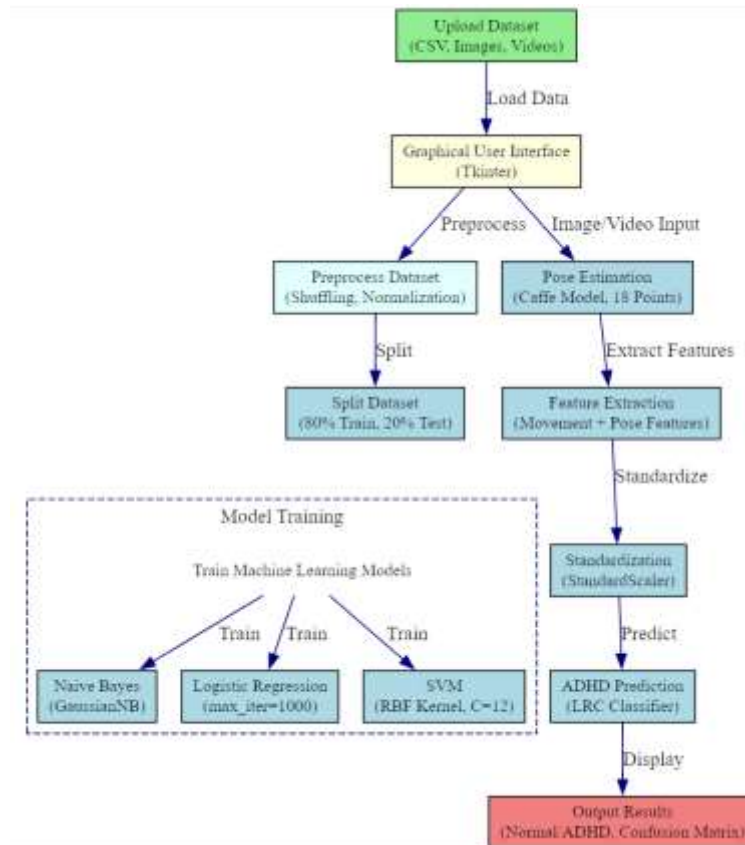 Upload Dataset
(CSV, Images, Videos)
Load Data
Graphical User Interface
(Tkinter)
Preprocess
Image/Video Input
Preprocess Dataset
(Shuffling, Normalization)
Pose Estimation
(Caffe Model, 18 Points)
Split
Extract Features
Split Dataset
(80% Train, 20% Test)
Feature Extraction
(Movement + Pose Features)
Standardize
Model Training
Train Machine Learning Models
Standardization
(StandardScaler)
Train
Train
Train
Predict
Naive Bayes
(GaussianNB)
Logistic Regression
(max_iter=1000)
SVM
(RBF Kernel, C=12)
ADHD Prediction
(LRC Classifier)
Display
Output Results
(Normal ADHD, Confusion Matrix)